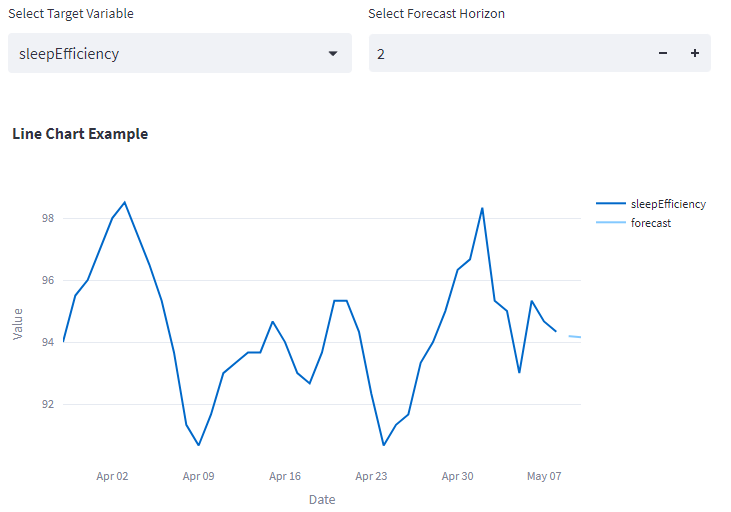 Select Target Variable
Select Forecast Horizon
sleepEfficiency
2
Line Chart Example
98
96
94
92
Value
sleepEfficiency
forecast
Apr 02 Apr 09 Apr 16 Apr 23 Apr 30 May 07
Date